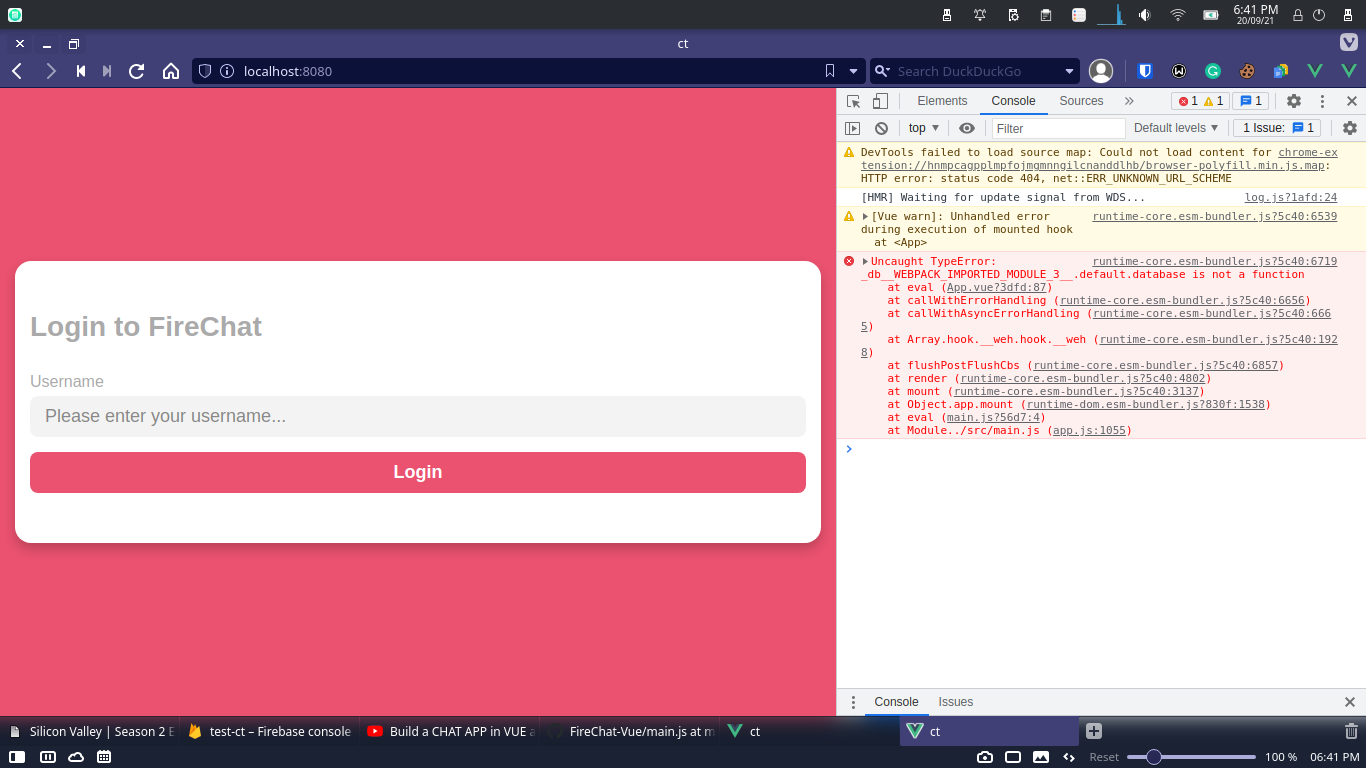 6:41 PM
20/09/21
ct
localhost:8080
Search DuckDuckGo
Elements Console Sources 1 1 1
top Filter Default levels 1 Issue: 1
DevTools failed to load source map: Could not load content for chrome-ex
tension://hnmpcagpplmpfojmgmnngilcnanddlhb/browser-polyfill.min.js.map:
HTTP error: status code 404, net::ERR_UNKNOWN_URL_SCHEME
[HMR] Waiting for update signal from WDS... log.js?1afd:24
[Vue warn]: Unhandled error runtime-core.esm-bundler.js?5c40:6539
during execution of mounted hook
at <App>
Uncaught TypeError: runtime-core.esm-bundler.js?5c40:6719
_db__WEBPACK_IMPORTED_MODULE_3__.default.database is not a function
at eval (App.vue?3dfd:87)
at callWithErrorHandling (runtime-core.esm-bundler.js?5c40:6656)
at callWithAsyncErrorHandling (runtime-core.esm-bundler.js?5c40:666
5)
at Array.hook.__weh.hook.__weh (runtime-core.esm-bundler.js?5c40:192
8)
at flushPostFlushCbs (runtime-core.esm-bundler.js?5c40:6857)
at render (runtime-core.esm-bundler.js?5c40:4802)
at mount (runtime-core.esm-bundler.js?5c40:3137)
at Object.app.mount (runtime-dom.esm-bundler.js?830f:1538)
at eval (main.js?56d7:4)
at Module../src/main.js (app.js:1055)
Login to FireChat
Username
Please enter your username...
Login
Console Issues
Silicon Valley | Season 2 E test-ct – Firebase console Build a CHAT APP in VUE a FireChat-Vue/main.js at m ct ct
Reset 100 % 06:41 PM